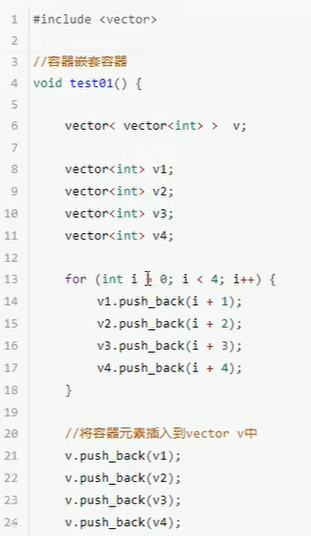 1 #include <vector>
2
3 //容器嵌套容器
4 void test01() {
5
6 vector< vector<int> >  v;
7
8 vector<int> v1;
9 vector<int> v2;
10 vector<int> v3;
11 vector<int> v4;
12
13 for (int i = 0; i < 4; i++) {
14 v1.push_back(i + 1);
15 v2.push_back(i + 2);
16 v3.push_back(i + 3);
17 v4.push_back(i + 4);
18 }
19
20 //将容器元素插入到vector v中
21 v.push_back(v1);
22 v.push_back(v2);
23 v.push_back(v3);
24 v.push_back(v4);